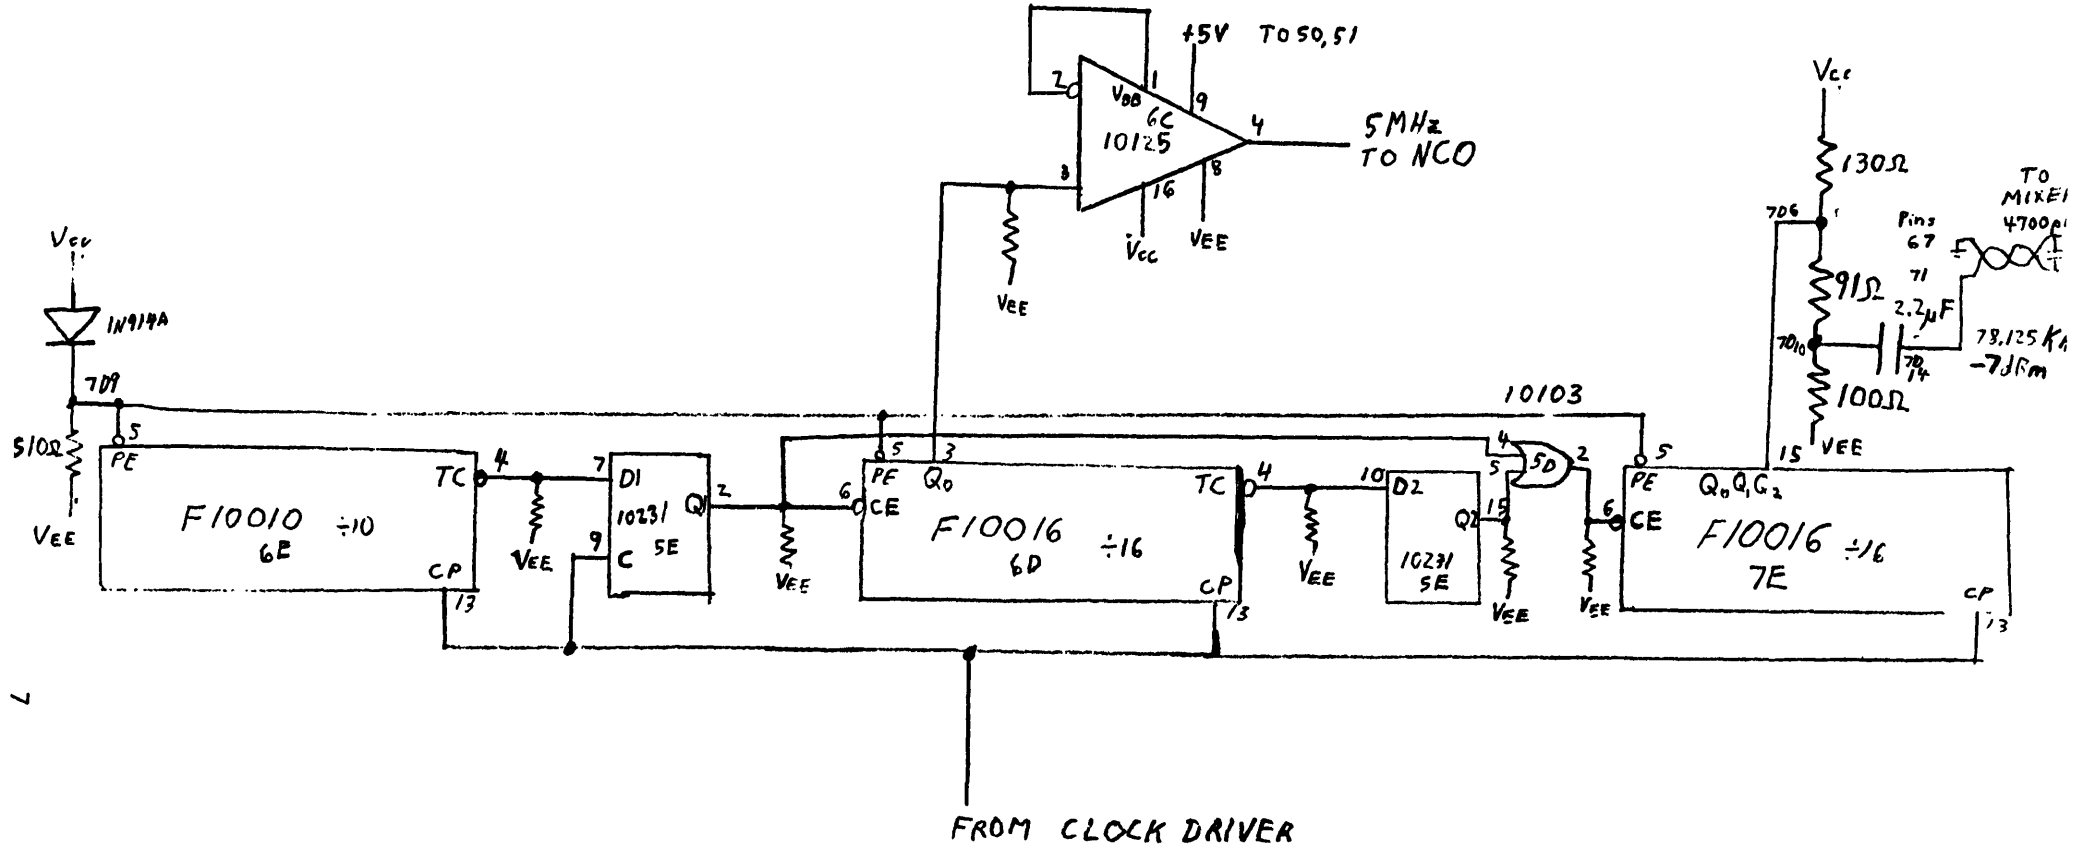 +5V TO 50,51
2
1
VBB
9
6C
10125
4
5MHz
TO NCO
3
16
8
VCC
VEE
VEE
Vcc
130Ω
706
TO
Pins
4700p
67
71
91Ω
2.2µF
7010
70
14
78.125 K
-7dBm
100Ω
VEE
Vcc
1N914A
7D9
510Ω
VEE
5
PE
TC
4
F10010 ÷10
6E
CP
13
VEE
7
D1
Q1
2
10231
5E
9
C
VEE
6
CE
5
PE
3
Q0
F10016 ÷16
6D
TC
4
CP
13
VEE
10
D2
Q2
15
10231
5E
VEE
10103
4
5
5D
2
VEE
6
CE
5
PE
15
Q0 Q1 Q2
F10016 ÷16
7E
CP
13
FROM CLOCK DRIVER